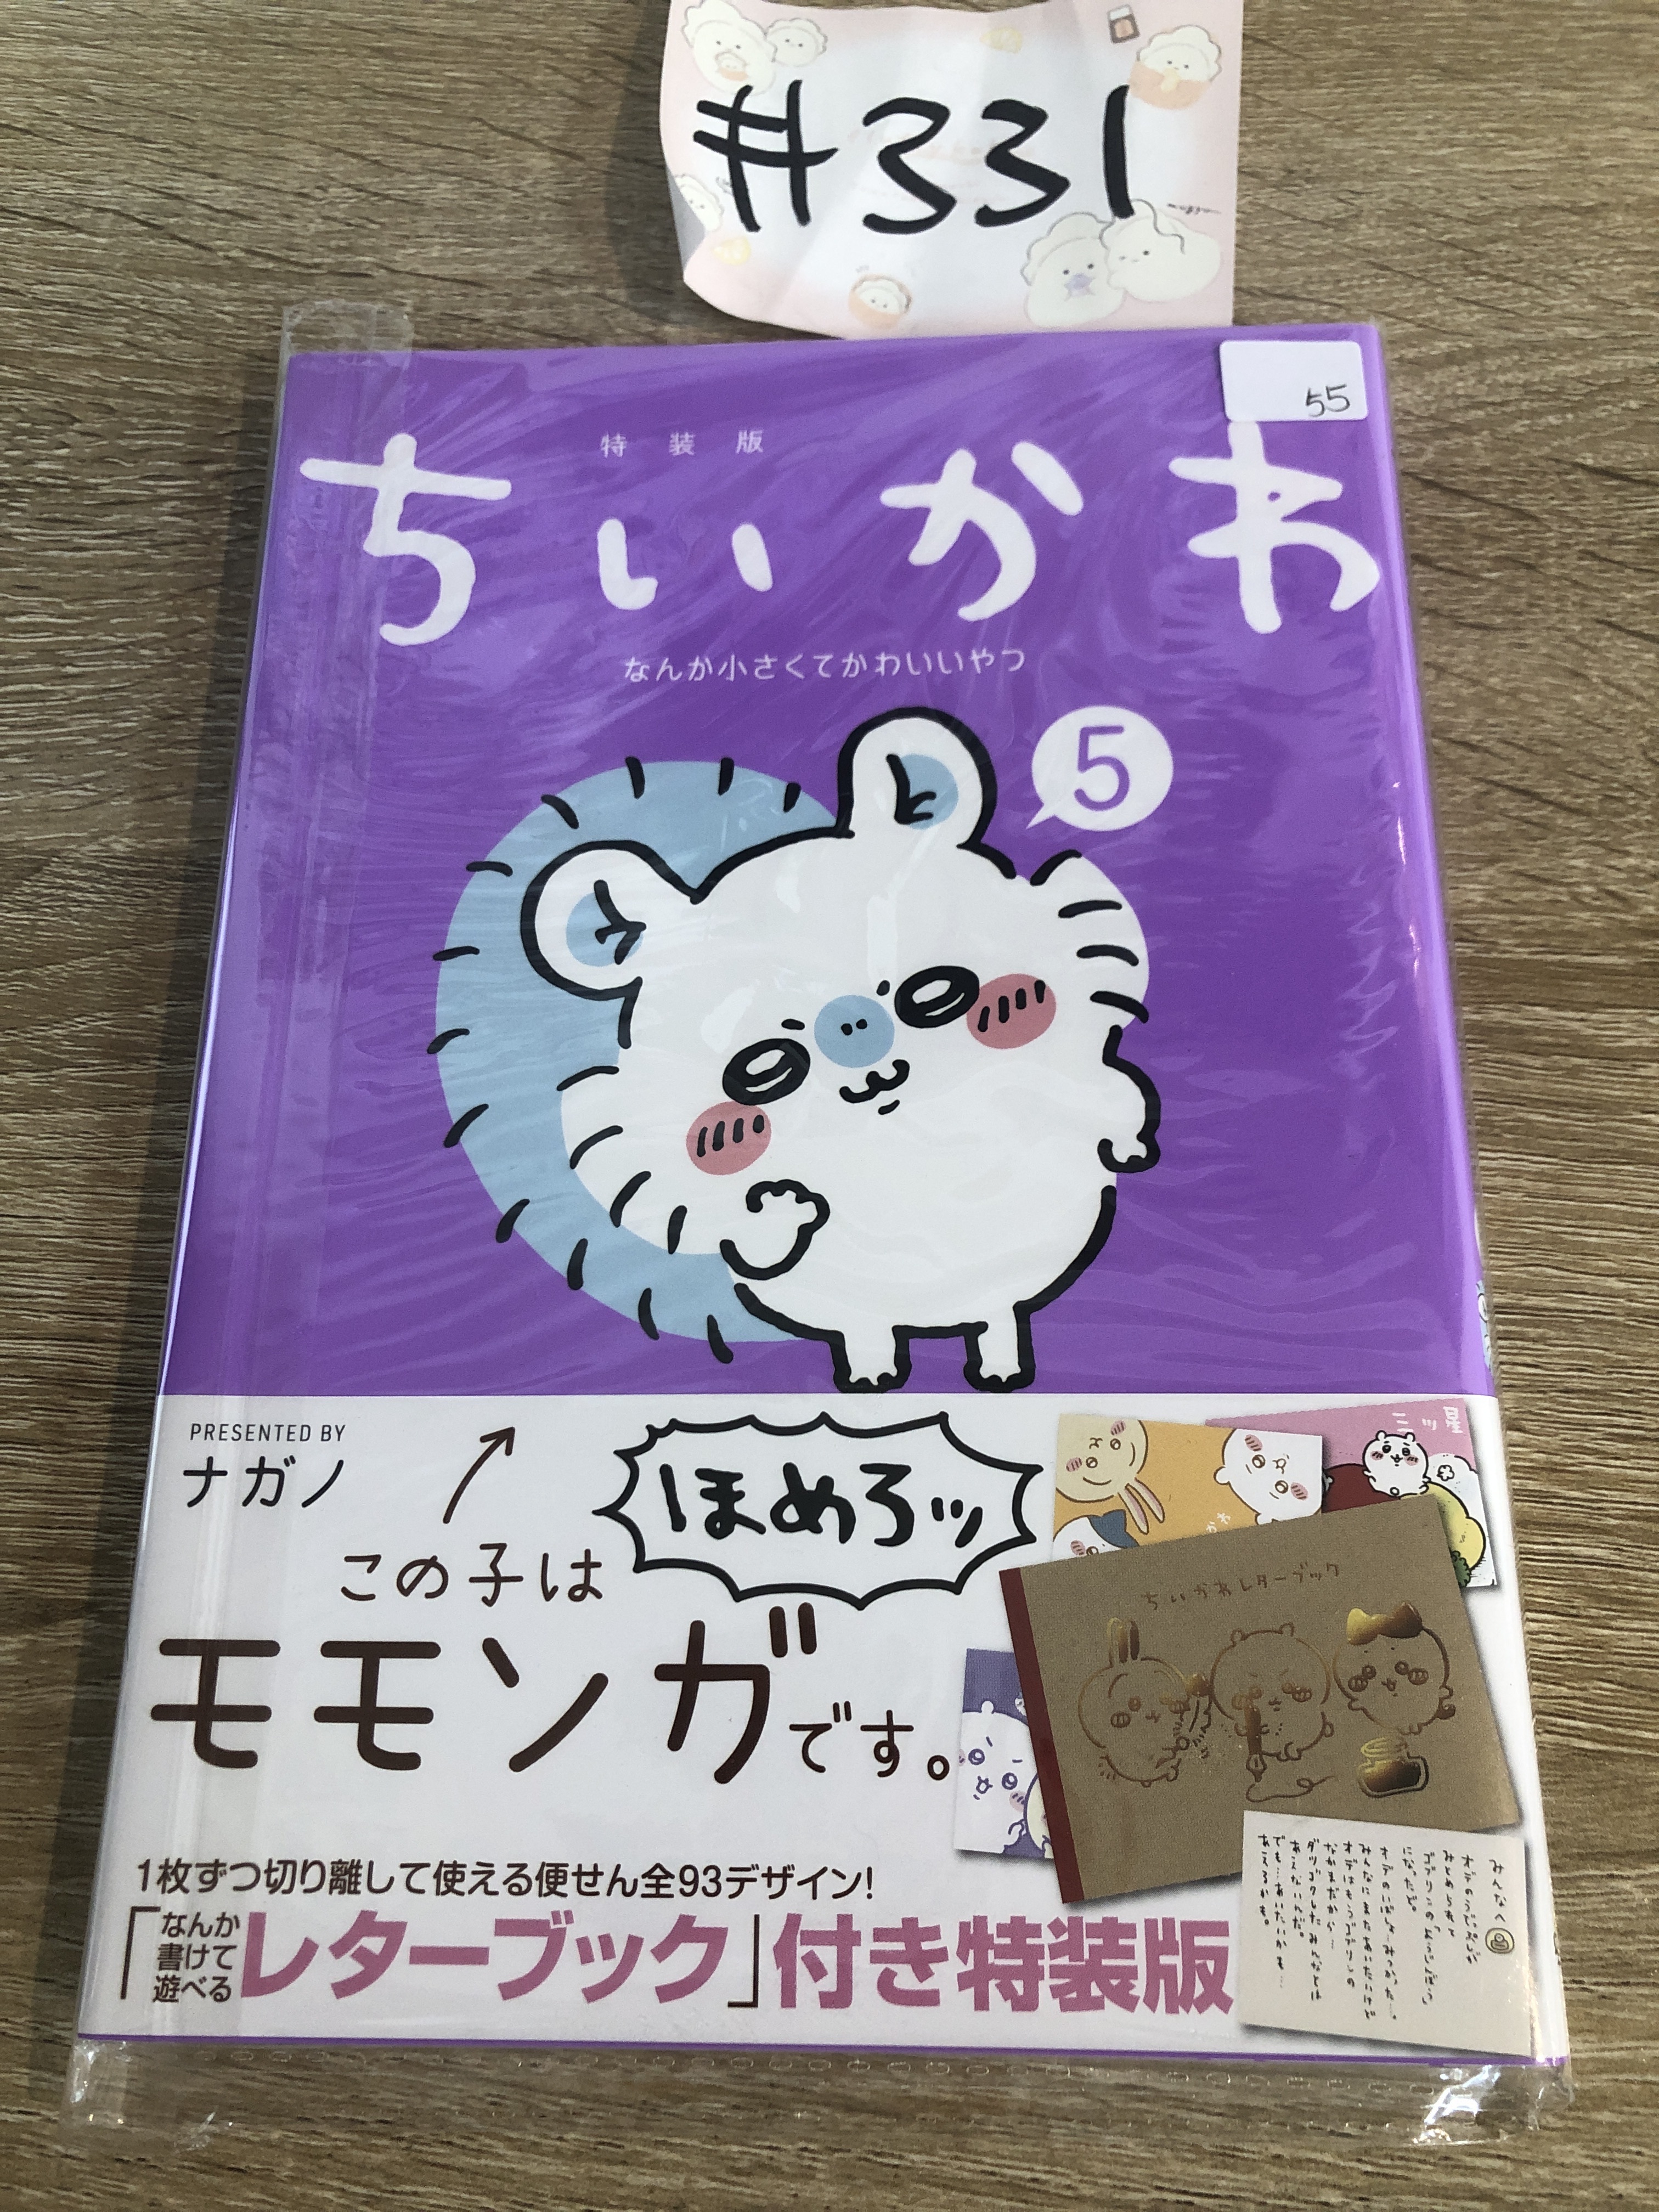 #331
55
特装版
ちいかわ
なんか小さくてかわいいやつ
5
PRESENTED BY
ナガノ
ほめろッ
この子は
モモンガです。
二ツ星
ちいかわレターブック
1枚ずつ切り離して使える便せん全93デザイン!
「なんか書けて遊べるレターブック」付き特装版
みんなへ